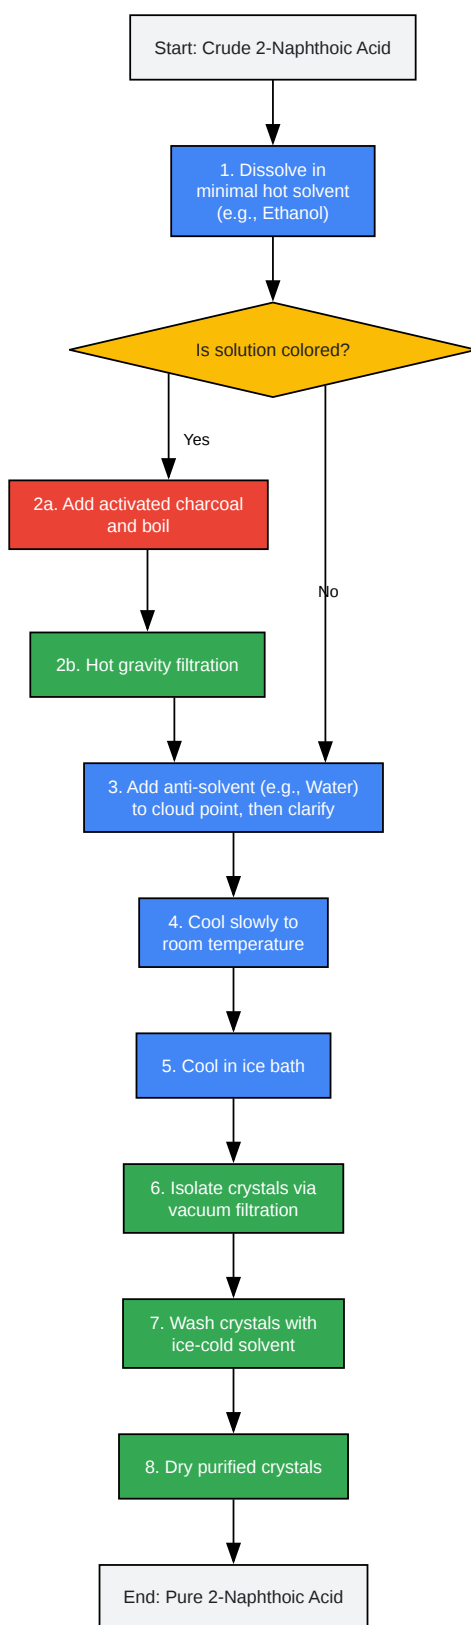 Start: Crude 2-Naphthoic Acid
1. Dissolve in
minimal hot solvent
(e.g., Ethanol)
Is solution colored?
Yes
2a. Add activated charcoal
and boil
No
2b. Hot gravity filtration
3. Add anti-solvent (e.g., Water)
to cloud point, then clarify
4. Cool slowly to
room temperature
5. Cool in ice bath
6. Isolate crystals via
vacuum filtration
7. Wash crystals with
ice-cold solvent
8. Dry purified crystals
End: Pure 2-Naphthoic Acid